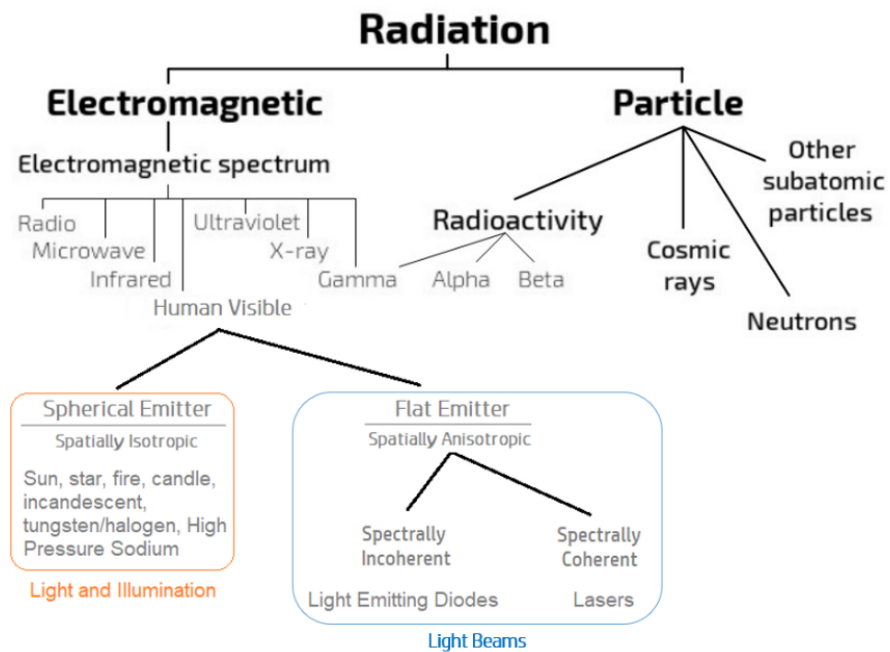 Radiation
Electromagnetic
Particle
Electromagnetic spectrum
Other
subatomic
particles
Radio
Ultraviolet
Radioactivity
Microwave
X-ray
Cosmic
rays
Infrared
Gamma
Alpha
Beta
Human Visible
Neutrons
Spherical Emitter
Spatially Isotropic
Sun, star, fire, candle,
incandescent,
tungsten/halogen, High
Pressure Sodium
Light and Illumination
Flat Emitter
Spatially Anisotropic
Spectrally
Incoherent
Spectrally
Coherent
Light Emitting Diodes
Lasers
Light Beams